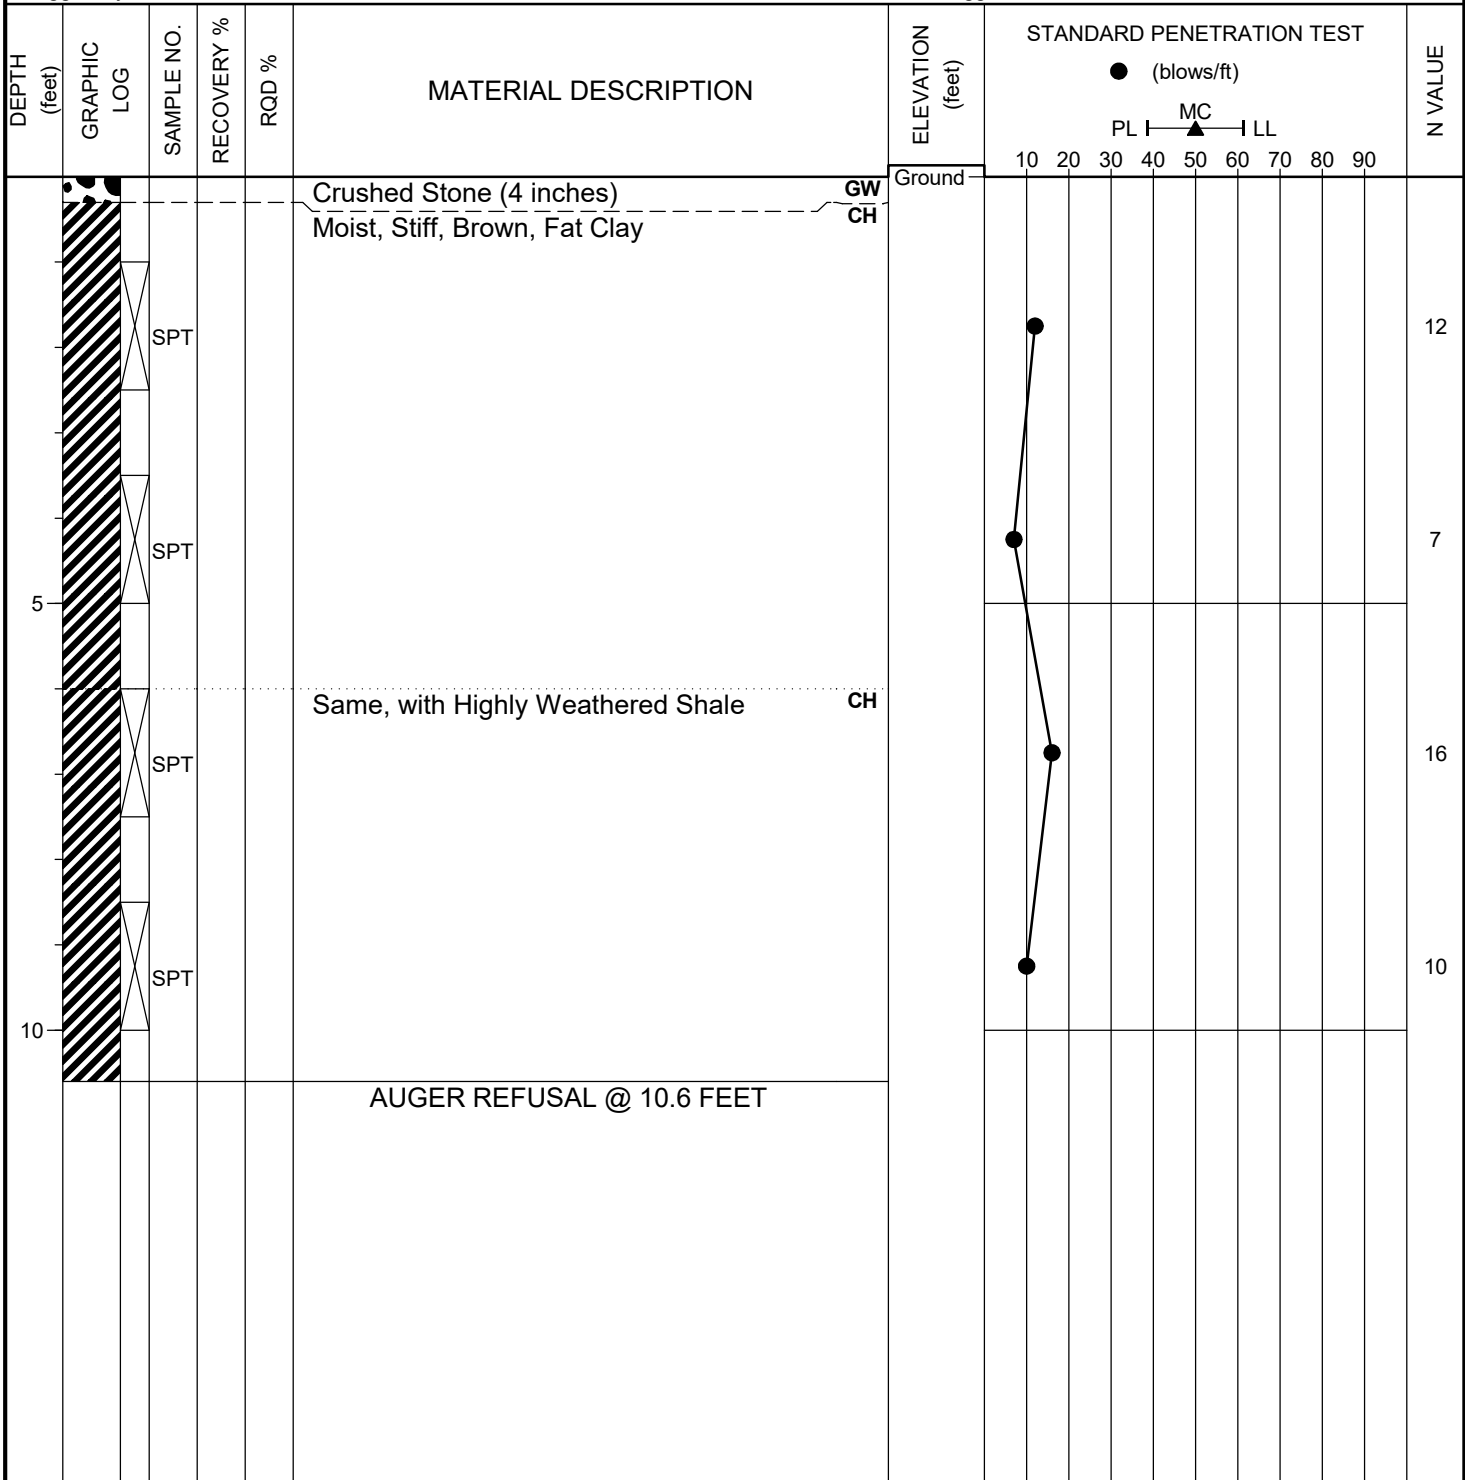 DEPTH
(feet)
GRAPHIC
LOG
SAMPLE NO.
RECOVERY %
RQD %
MATERIAL DESCRIPTION
ELEVATION
(feet)
STANDARD PENETRATION TEST
(blows/ft)
MC
PL LL
10 20 30 40 50 60 70 80 90
N VALUE
Ground
Crushed Stone (4 inches) GW
CH
Moist, Stiff, Brown, Fat Clay
SPT 12
SPT 7
5
Same, with Highly Weathered Shale CH
SPT 16
SPT 10
10
AUGER REFUSAL @ 10.6 FEET